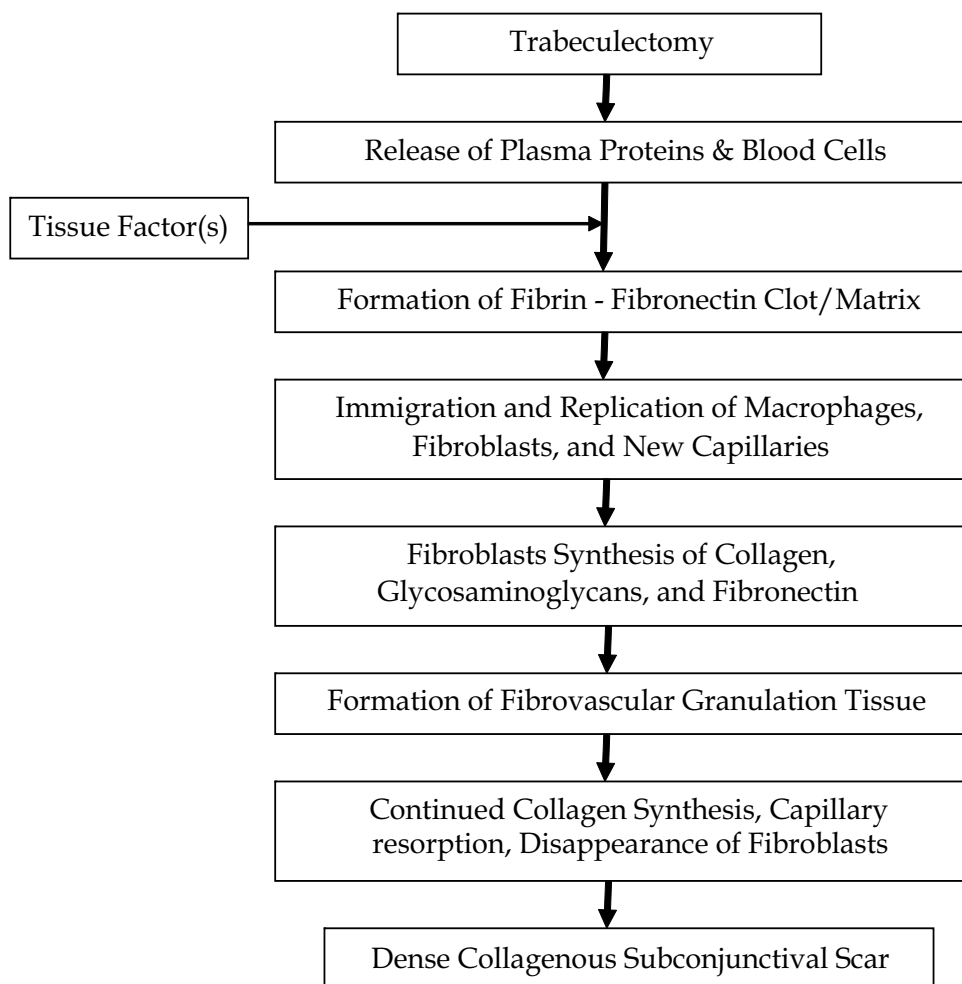 Trabeculectomy
Release of Plasma Proteins & Blood Cells
Tissue Factor(s)
Formation of Fibrin - Fibronectin Clot/Matrix
Immigration and Replication of Macrophages,
Fibroblasts, and New Capillaries
Fibroblasts Synthesis of Collagen,
Glycosaminoglycans, and Fibronectin
Formation of Fibrovascular Granulation Tissue
Continued Collagen Synthesis, Capillary
resorption, Disappearance of Fibroblasts
Dense Collagenous Subconjunctival Scar